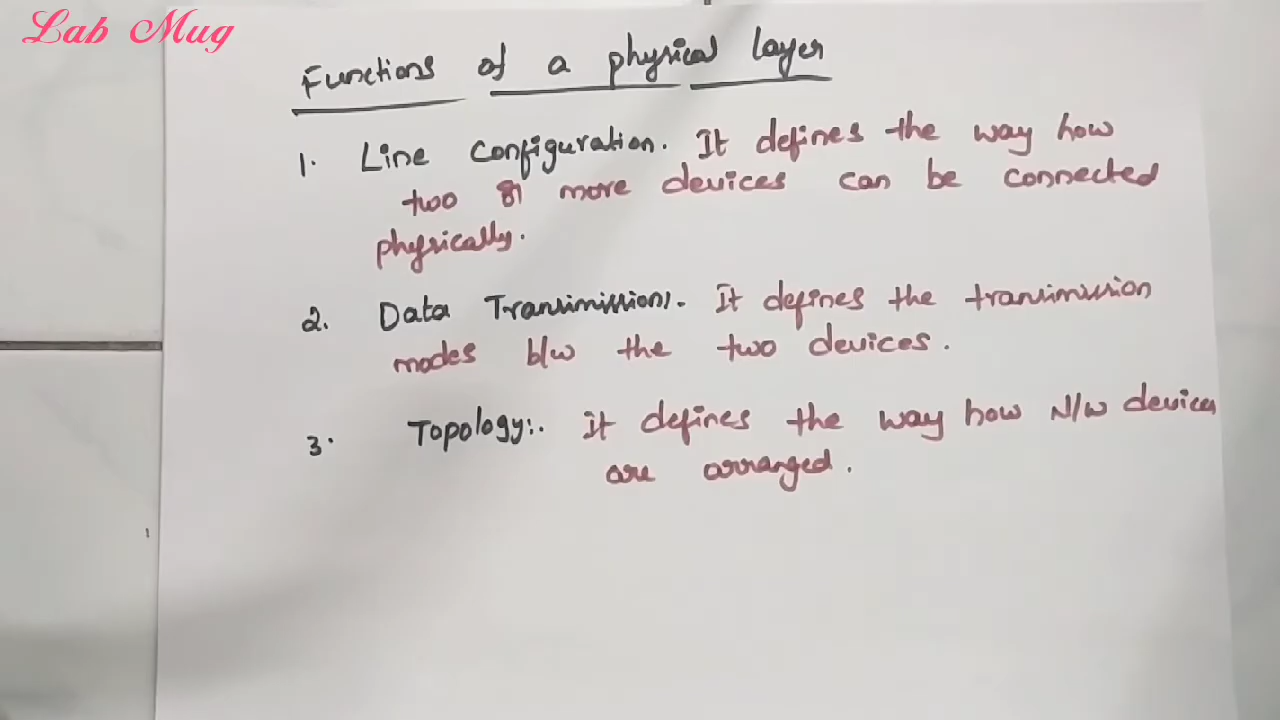 Lab Mug
Functions of a physical layer
1. Line Configuration. It defines the way how
two or more devices can be connected
physically.
2. Data Transimission:. It defines the transimission
modes b/w the two devices.
3. Topology:. It defines the way how N/w devices
are arranged.